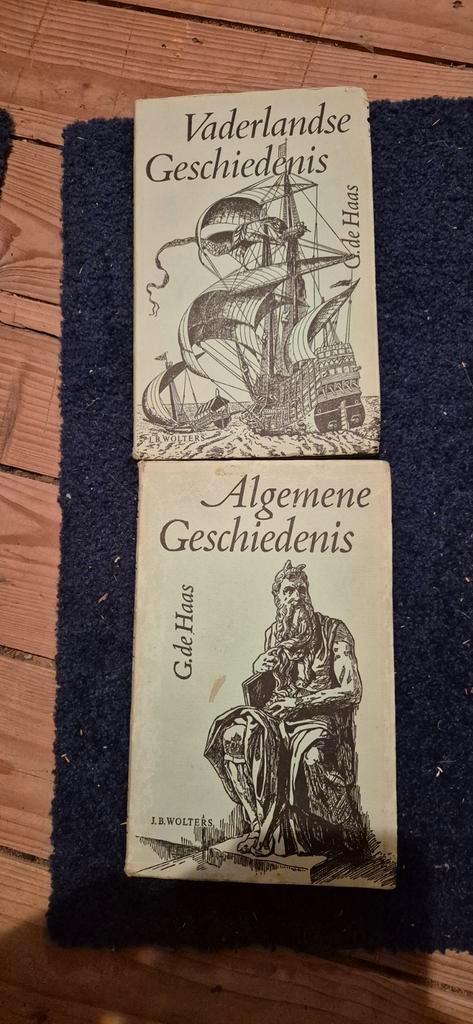 Vaderlandse
Geschiedenis
G. de Haas
J.B. WOLTERS
Algemene
Geschiedenis
G. de Haas
J.B. WOLTERS